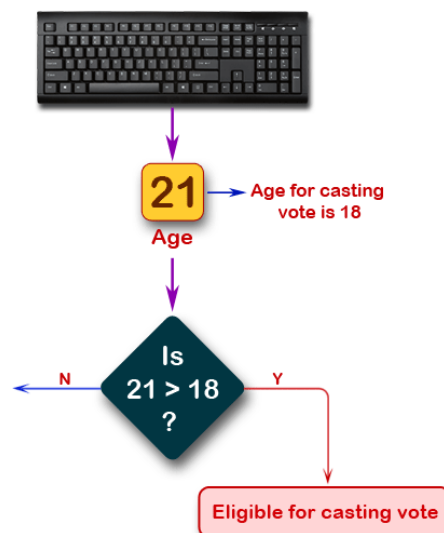 21
Age for casting
vote is 18
Age
Is
21 > 18
?
N
Y
Eligible for casting vote